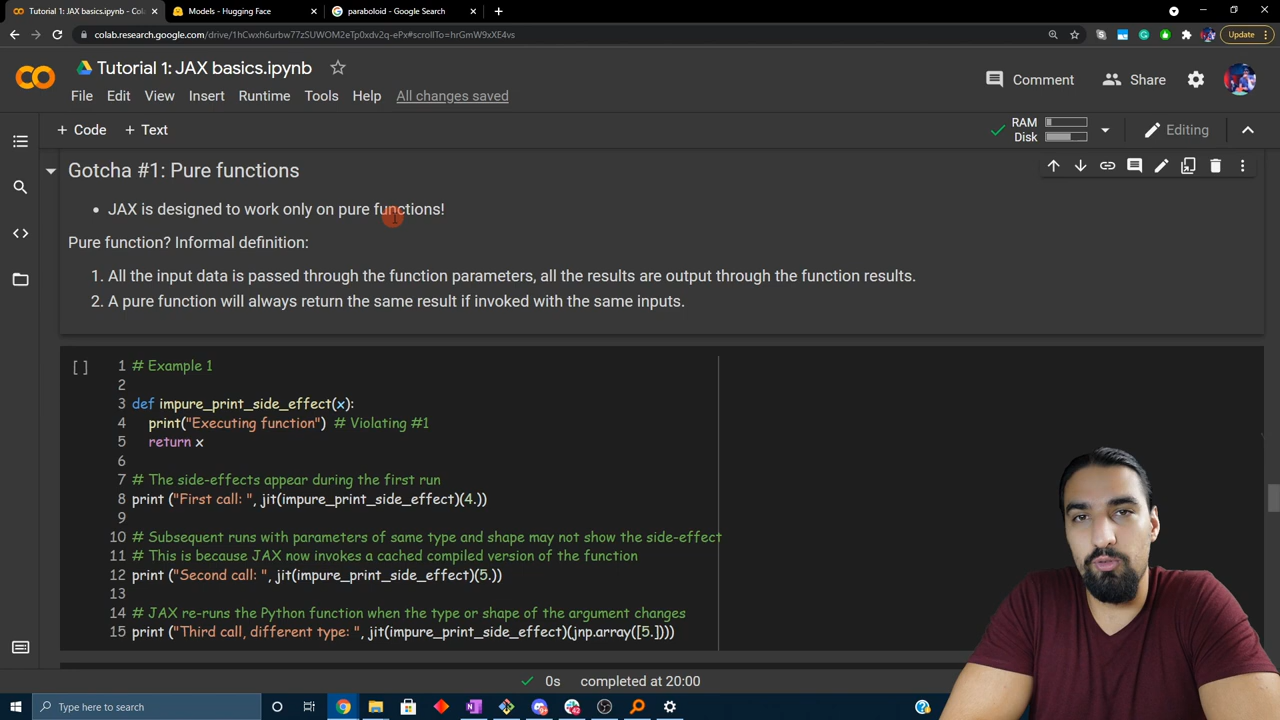 Tutorial 1: JAX basics.ipynb - Col
Models - Hugging Face
paraboloid - Google Search
colab.research.google.com/drive/1hCwxh6urbw77zSUWOM2eTp0xdv2q-ePx#scrollTo=hrGmW9xXE4vs
Update
Tutorial 1: JAX basics.ipynb
Comment
Share
File Edit View Insert Runtime Tools Help All changes saved
+ Code + Text
RAM
Disk
Editing
Gotcha #1: Pure functions
• JAX is designed to work only on pure functions!
Pure function? Informal definition:
1. All the input data is passed through the function parameters, all the results are output through the function results.
2. A pure function will always return the same result if invoked with the same inputs.
[ ]
1 # Example 1
2
3 def impure_print_side_effect(x):
4 print("Executing function") # Violating #1
5 return x
6
7 # The side-effects appear during the first run
8 print ("First call: ", jit(impure_print_side_effect)(4.))
9
10 # Subsequent runs with parameters of same type and shape may not show the side-effect
11 # This is because JAX now invokes a cached compiled version of the function
12 print ("Second call: ", jit(impure_print_side_effect)(5.))
13
14 # JAX re-runs the Python function when the type or shape of the argument changes
15 print ("Third call, different type: ", jit(impure_print_side_effect)(jnp.array([5.])))
0s completed at 20:00
Type here to search